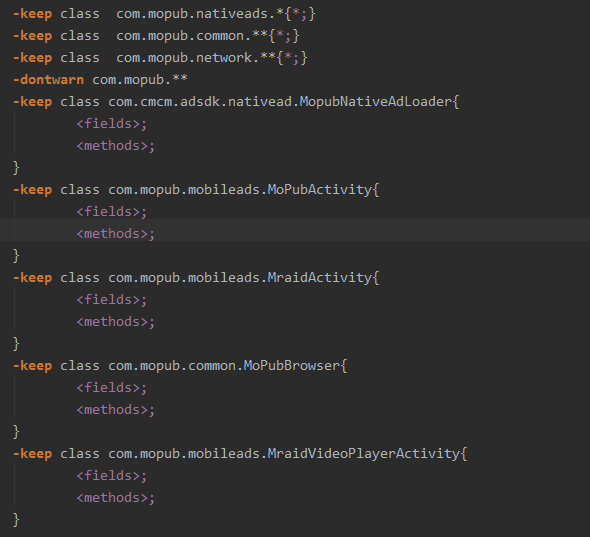 -keep class  com.mopub.nativeads.*{*;}
-keep class  com.mopub.common.**{*;}
-keep class  com.mopub.network.**{*;}
-dontwarn com.mopub.**
-keep class com.cmcm.adsdk.nativead.MopubNativeAdLoader{
        <fields>;
        <methods>;
}
-keep class com.mopub.mobileads.MoPubActivity{
        <fields>;
        <methods>;
}
-keep class com.mopub.mobileads.MraidActivity{
        <fields>;
        <methods>;
}
-keep class com.mopub.common.MoPubBrowser{
        <fields>;
        <methods>;
}
-keep class com.mopub.mobileads.MraidVideoPlayerActivity{
        <fields>;
        <methods>;
}